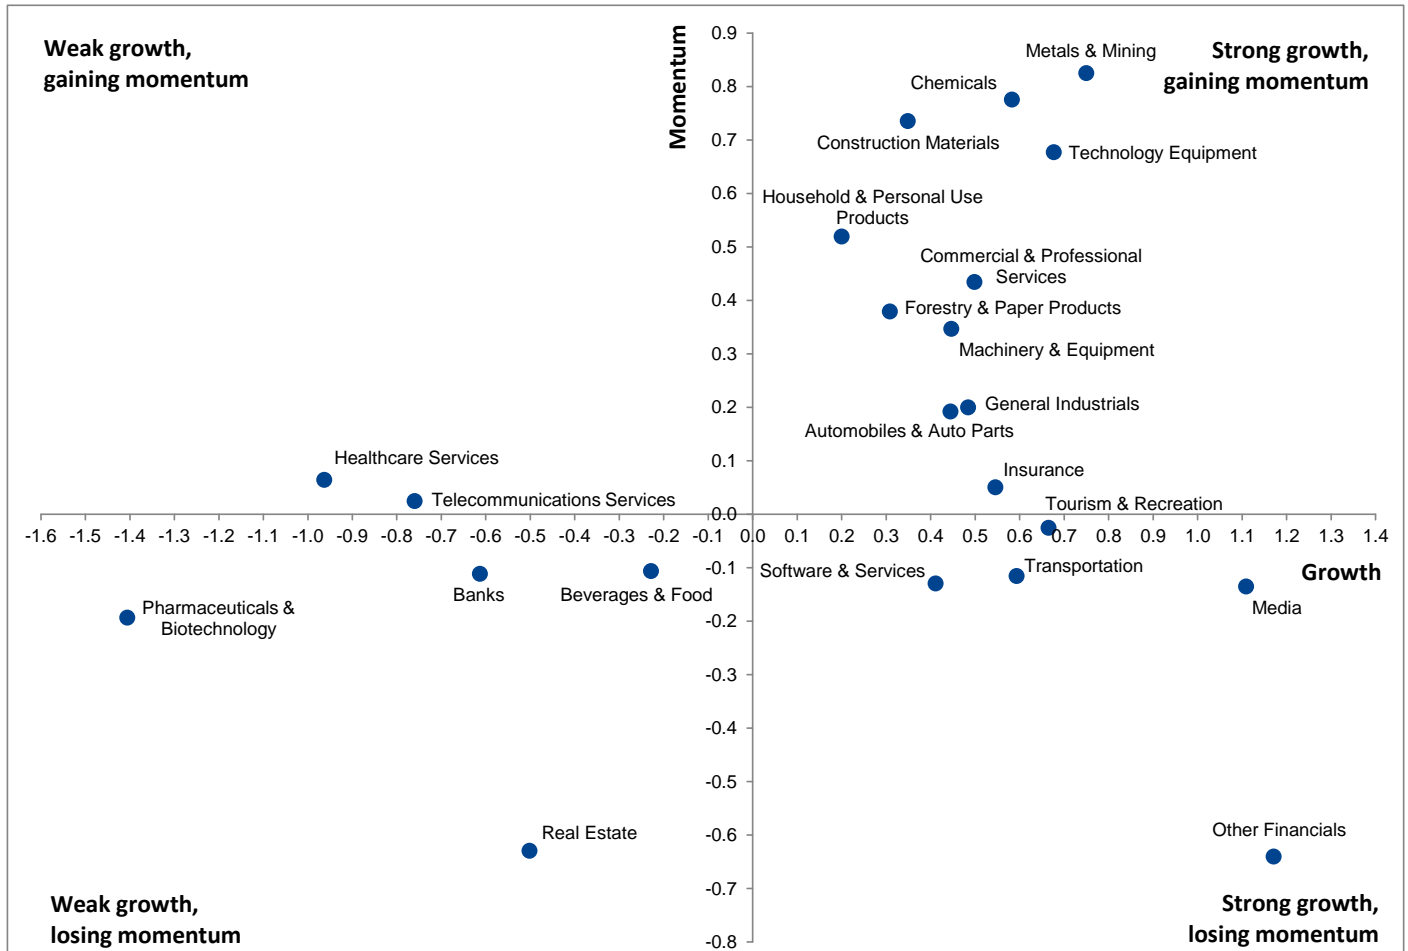 Weak growth,
gaining momentum
Momentum
Strong growth,
gaining momentum
0.9
0.8
0.7
0.6
0.5
0.4
0.3
0.2
0.1
0.0
-0.1
-0.2
-0.3
-0.4
-0.5
-0.6
-0.7
-0.8
Metals & Mining
Chemicals
Construction Materials
Technology Equipment
Household & Personal Use
Products
Commercial & Professional
Services
Forestry & Paper Products
Machinery & Equipment
General Industrials
Automobiles & Auto Parts
Healthcare Services
Insurance
Telecommunications Services
Tourism & Recreation
-1.6 -1.5 -1.4 -1.3 -1.2 -1.1 -1.0 -0.9 -0.8 -0.7 -0.6 -0.5 -0.4 -0.3 -0.2 -0.1 0.0 0.1 0.2 0.3 0.4 0.5 0.6 0.7 0.8 0.9 1.0 1.1 1.2 1.3 1.4
Growth
Software & Services
Transportation
Banks
Beverages & Food
Media
Pharmaceuticals &
Biotechnology
Real Estate
Other Financials
Weak growth,
losing momentum
Strong growth,
losing momentum